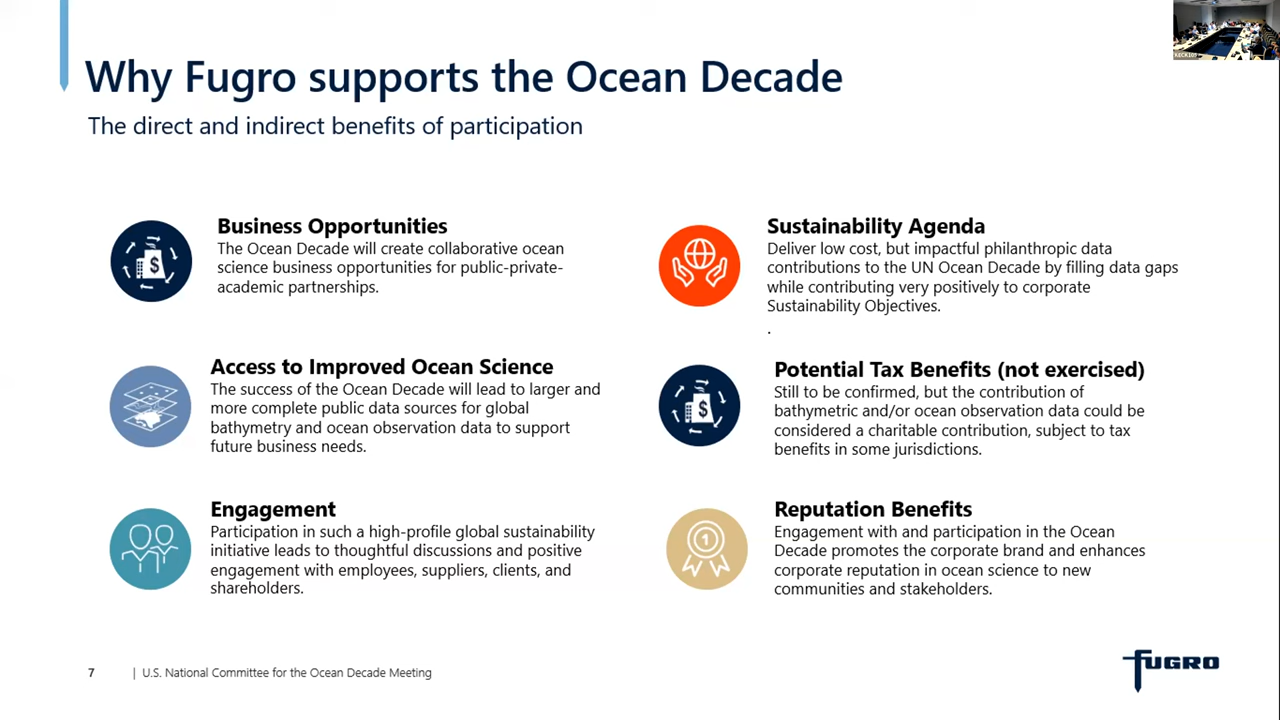 Why Fugro supports the Ocean Decade
The direct and indirect benefits of participation
Business Opportunities
The Ocean Decade will create collaborative ocean
science business opportunities for public-private-
academic partnerships.
Access to Improved Ocean Science
The success of the Ocean Decade will lead to larger and
more complete public data sources for global
bathymetry and ocean observation data to support
future business needs.
Engagement
Participation in such a high-profile global sustainability
initiative leads to thoughtful discussions and positive
engagement with employees, suppliers, clients, and
shareholders.
Sustainability Agenda
Deliver low cost, but impactful philanthropic data
contributions to the UN Ocean Decade by filling data gaps
while contributing very positively to corporate
Sustainability Objectives.
.
Potential Tax Benefits (not exercised)
Still to be confirmed, but the contribution of
bathymetric and/or ocean observation data could be
considered a charitable contribution, subject to tax
benefits in some jurisdictions.
Reputation Benefits
Engagement with and participation in the Ocean
Decade promotes the corporate brand and enhances
corporate reputation in ocean science to new
communities and stakeholders.
$
$
1
7 | U.S. National Committee for the Ocean Decade Meeting
FUGRO